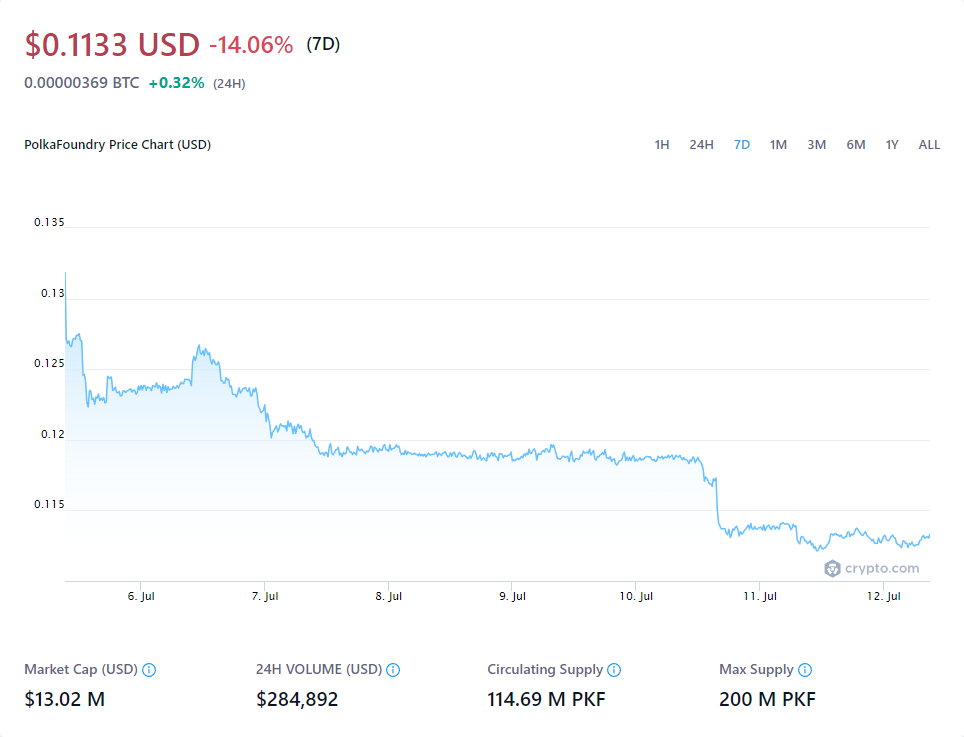 $0.1133 USD -14.06% (7D)
0.00000369 BTC +0.32% (24H)
PolkaFoundry Price Chart (USD) 1H 24H 7D 1M 3M 6M 1Y ALL
0.135
0.13
0.125
0.12
0.115
crypto.com
6. Jul 7. Jul 8. Jul 9. Jul 10. Jul 11. Jul 12. Jul
Market Cap (USD) 24H VOLUME (USD) Circulating Supply Max Supply
$13.02 M $284,892 114.69 M PKF 200 M PKF